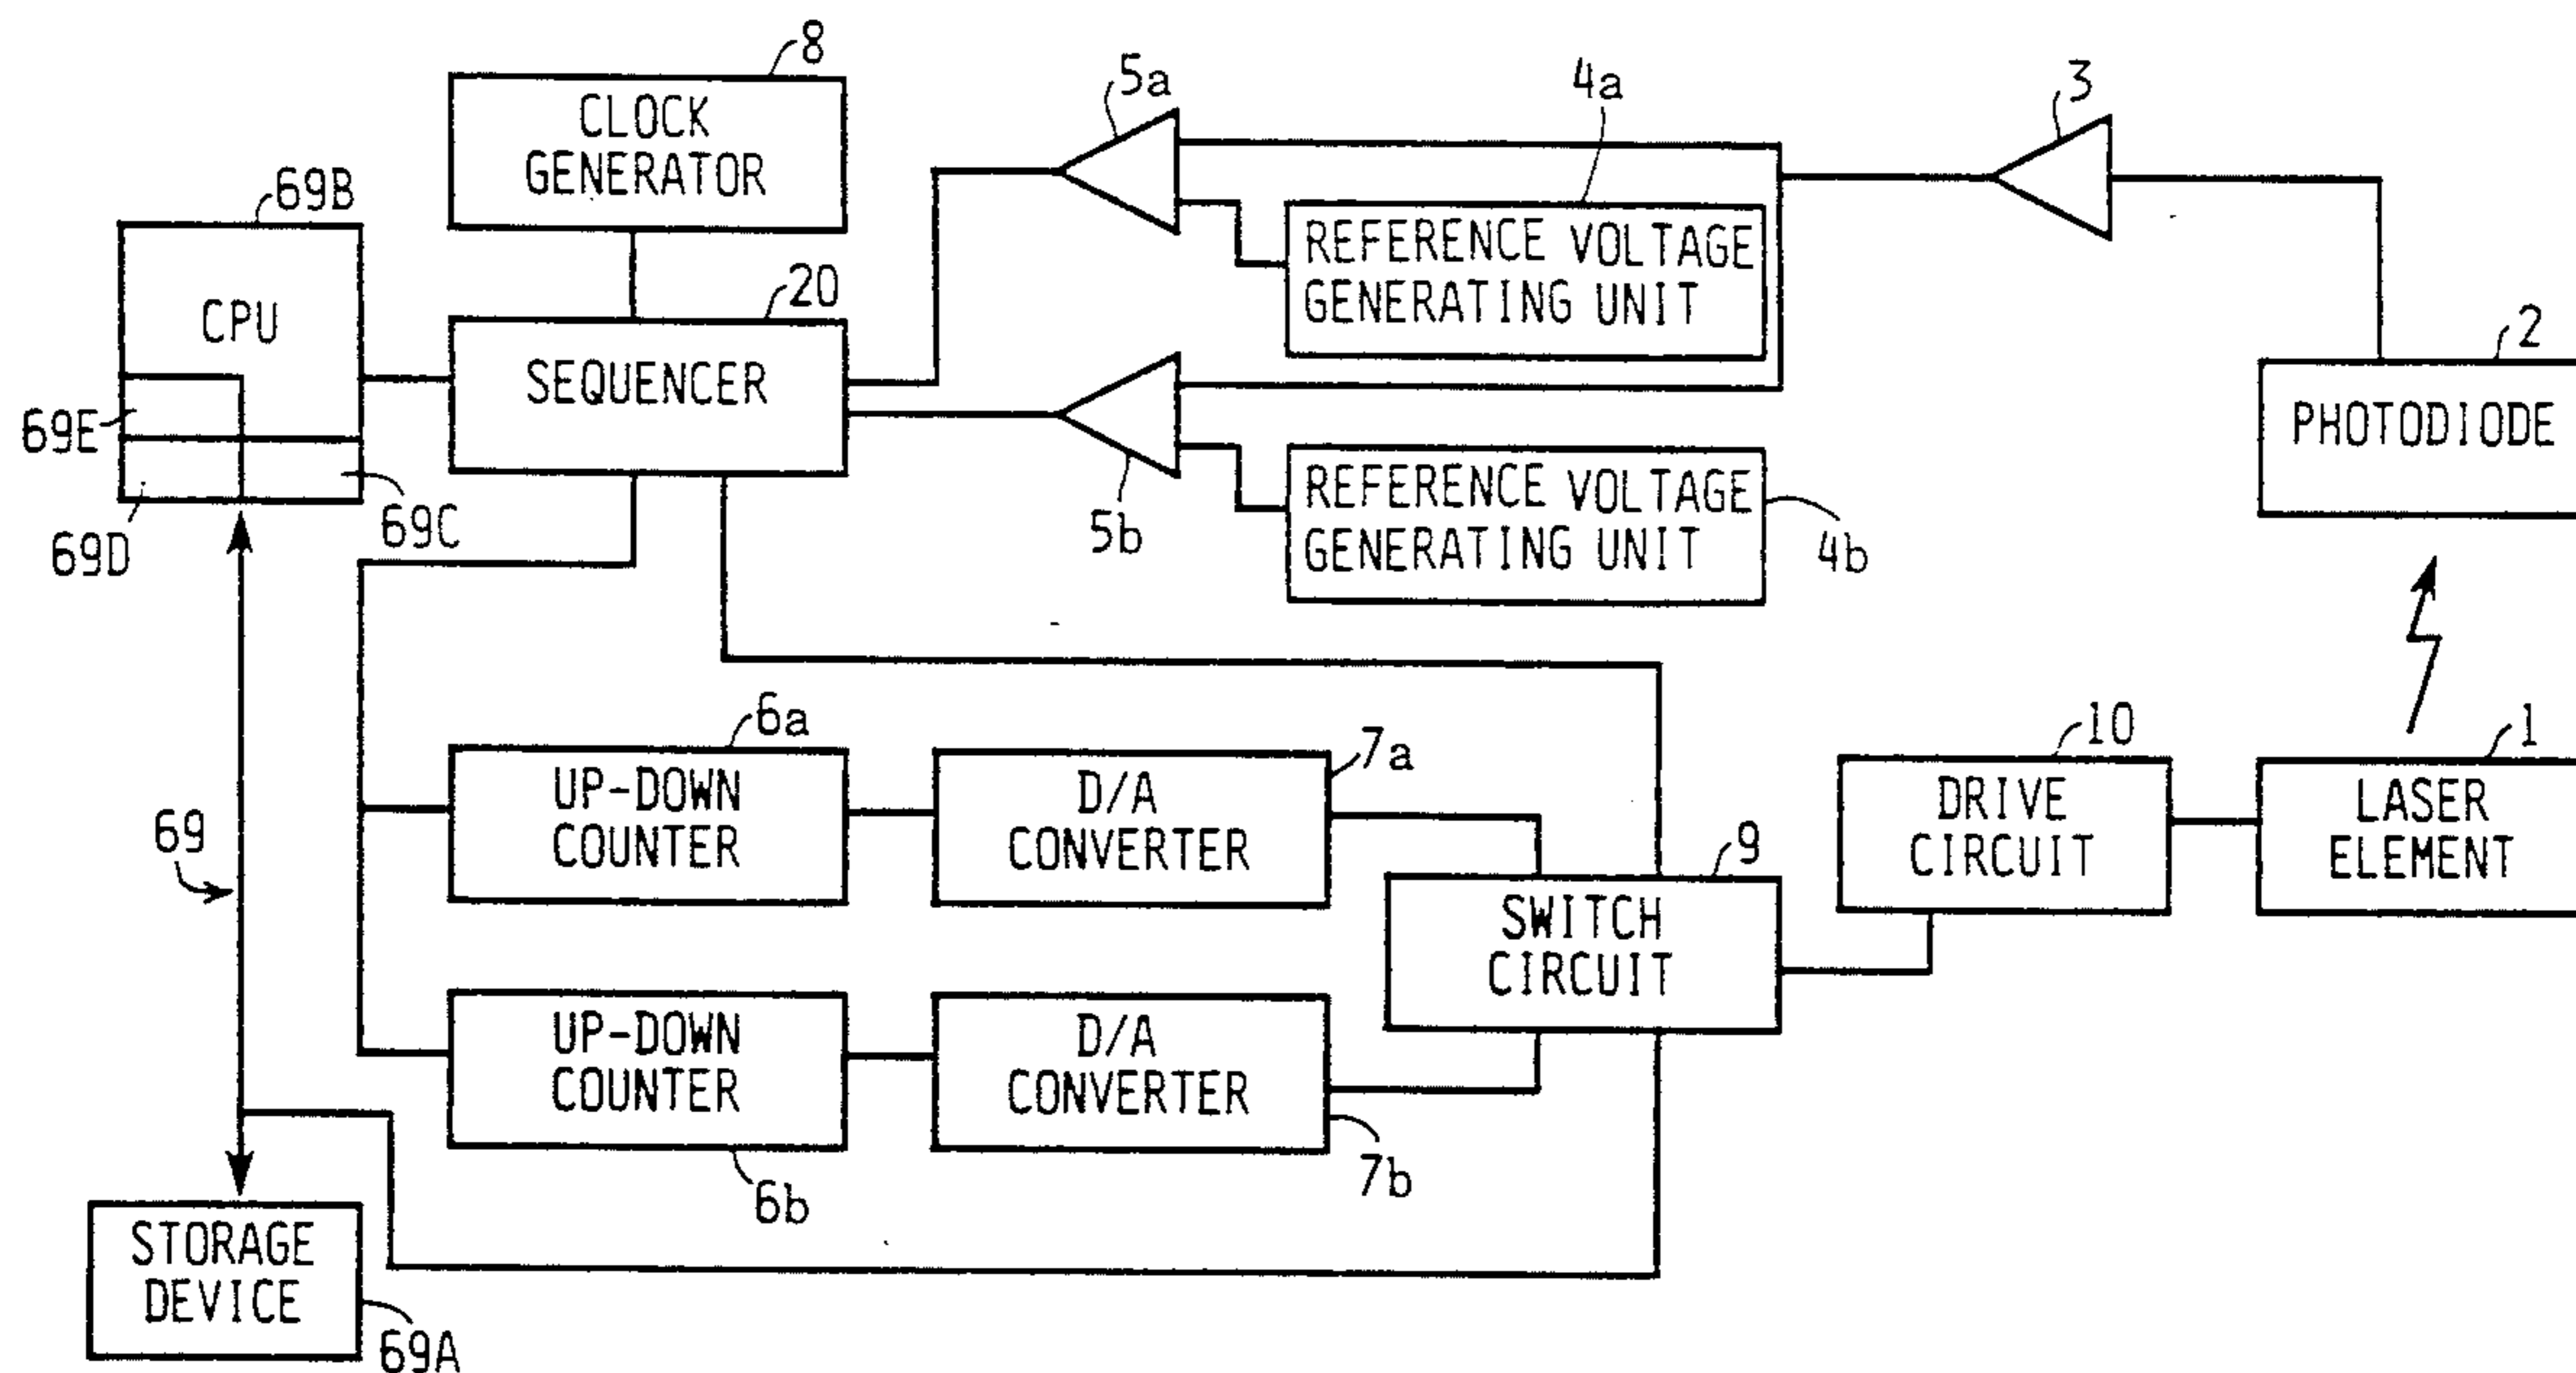 8
CLOCK
GENERATOR
5a
4a
3
69B
CPU
20
SEQUENCER
REFERENCE VOLTAGE
GENERATING UNIT
2
PHOTODIODE
69E
69D
69C
5b
REFERENCE VOLTAGE
GENERATING UNIT
4b
6a
UP-DOWN
COUNTER
7a
D/A
CONVERTER
10
DRIVE
CIRCUIT
1
LASER
ELEMENT
69
9
SWITCH
CIRCUIT
UP-DOWN
COUNTER
6b
D/A
CONVERTER
7b
STORAGE
DEVICE
69A